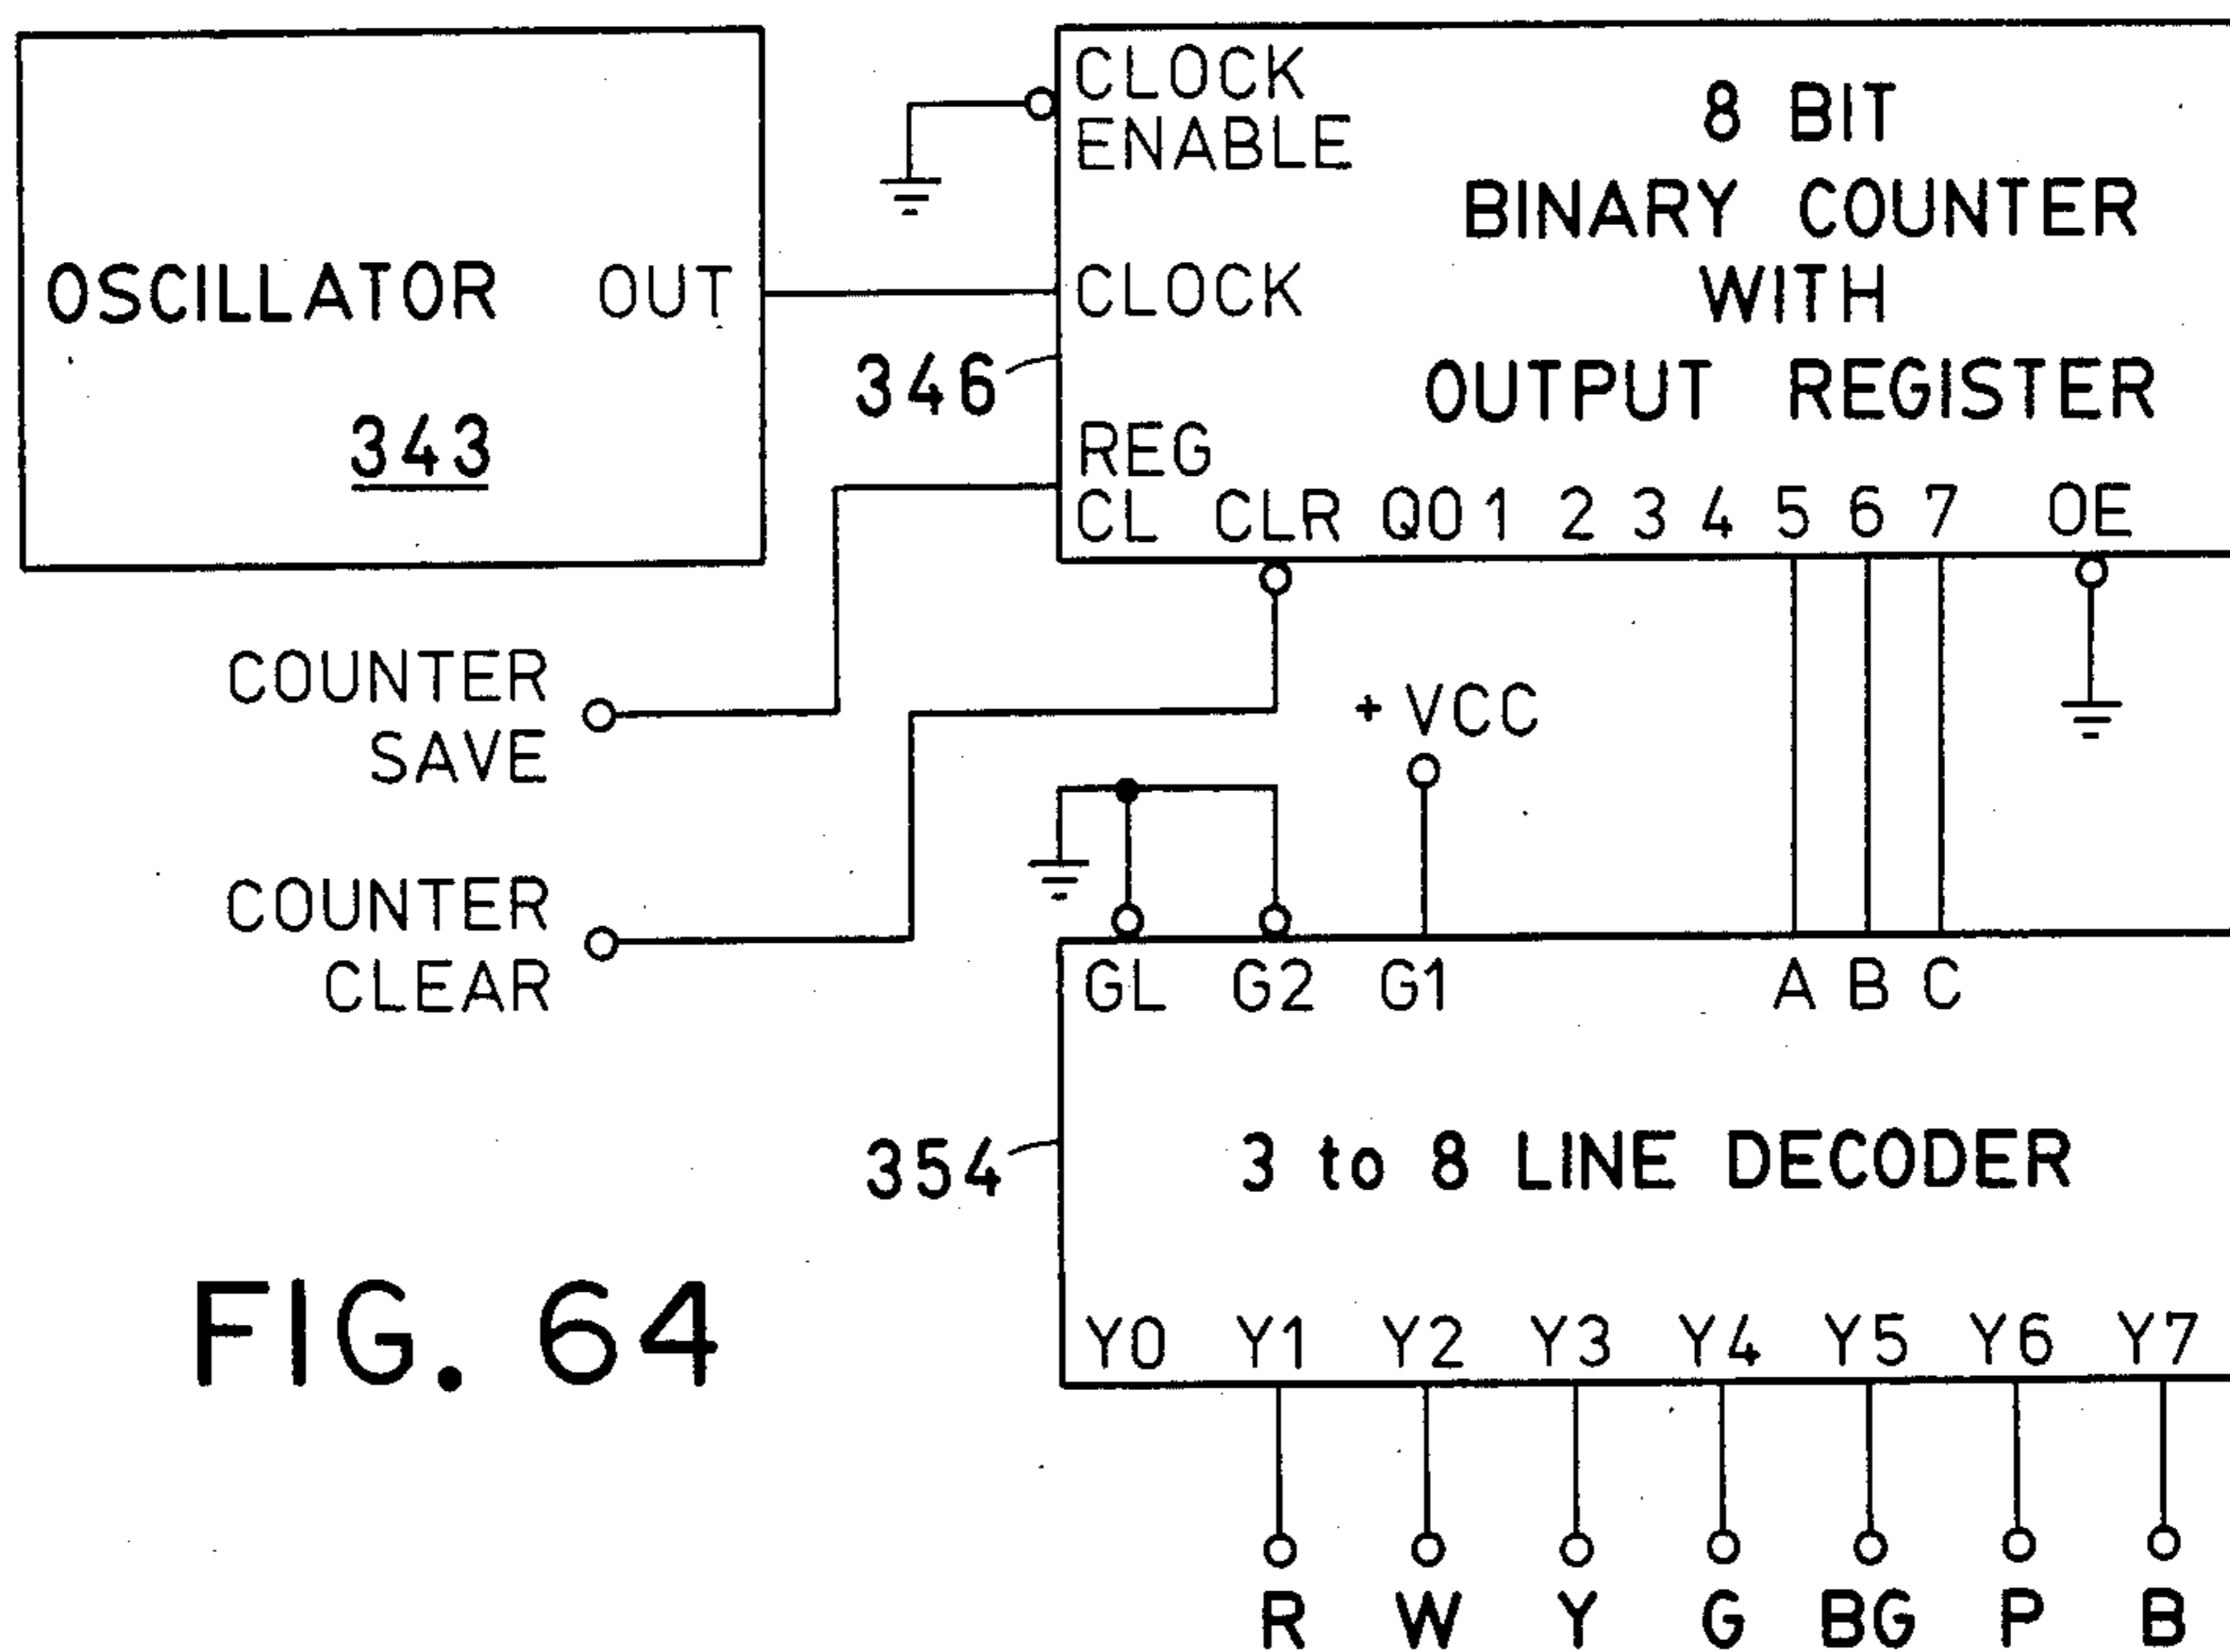 OSCILLATOR OUT
343
CLOCK
ENABLE
CLOCK
346
REG
CL CLR Q0 1 2 3 4 5 6 7 OE
8 BIT
BINARY COUNTER
WITH
OUTPUT REGISTER
COUNTER
SAVE
+ VCC
COUNTER
CLEAR
GL G2 G1 A B C
354
3 to 8 LINE DECODER
Y0 Y1 Y2 Y3 Y4 Y5 Y6 Y7
R W Y G BG P B
FIG. 64